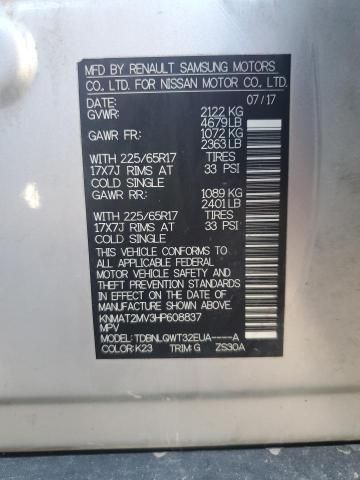 MFD BY RENAULT SAMSUNG MOTORS
CO., LTD. FOR NISSAN MOTOR CO., LTD.
DATE: 07/17
GVWR: 2122 KG
4679 LB
GAWR FR: 1072 KG
2363 LB
WITH 225/65R17 TIRES
17X7J RIMS AT 33 PSI
COLD SINGLE
GAWR RR: 1089 KG
2401 LB
WITH 225/65R17 TIRES
17X7J RIMS AT 33 PSI
COLD SINGLE
THIS VEHICLE CONFORMS TO
ALL APPLICABLE FEDERAL
MOTOR VEHICLE SAFETY AND
AND THEFT PREVENTION
STANDARDS IN EFFECT ON
THE DATE OF MANUFACTURE
SHOWN ABOVE.
KNMAT2MV3HP608837
MPV
MODEL: TDBNLQWT32EUA----A
COLOR: K23 TRIM: G ZS30A